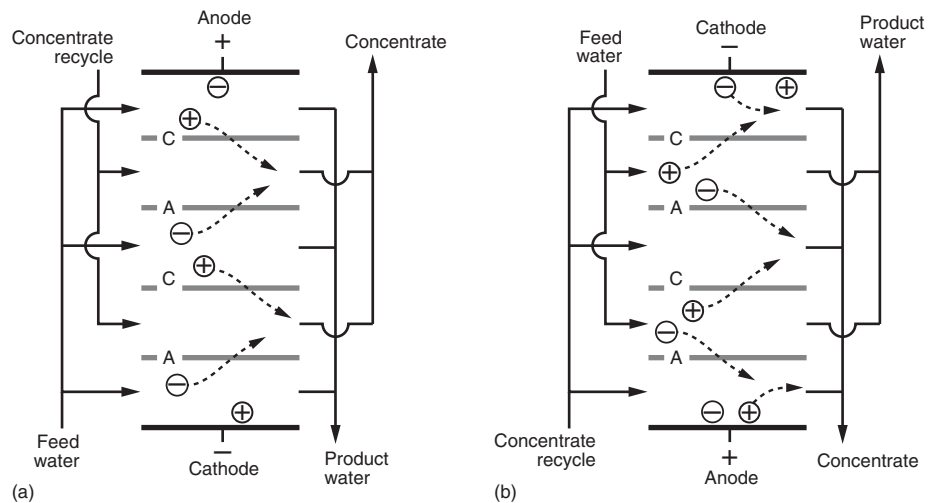 Anode
+
Concentrate
recycle
Concentrate
−
+
C
A
−
+
C
A
−
+
Feed
water
−
Cathode
Product
water
(a)
Cathode
−
Feed
water
Product
water
−
+
C
+
−
A
C
+
−
A
−
+
Concentrate
recycle
+
Anode
Concentrate
(b)